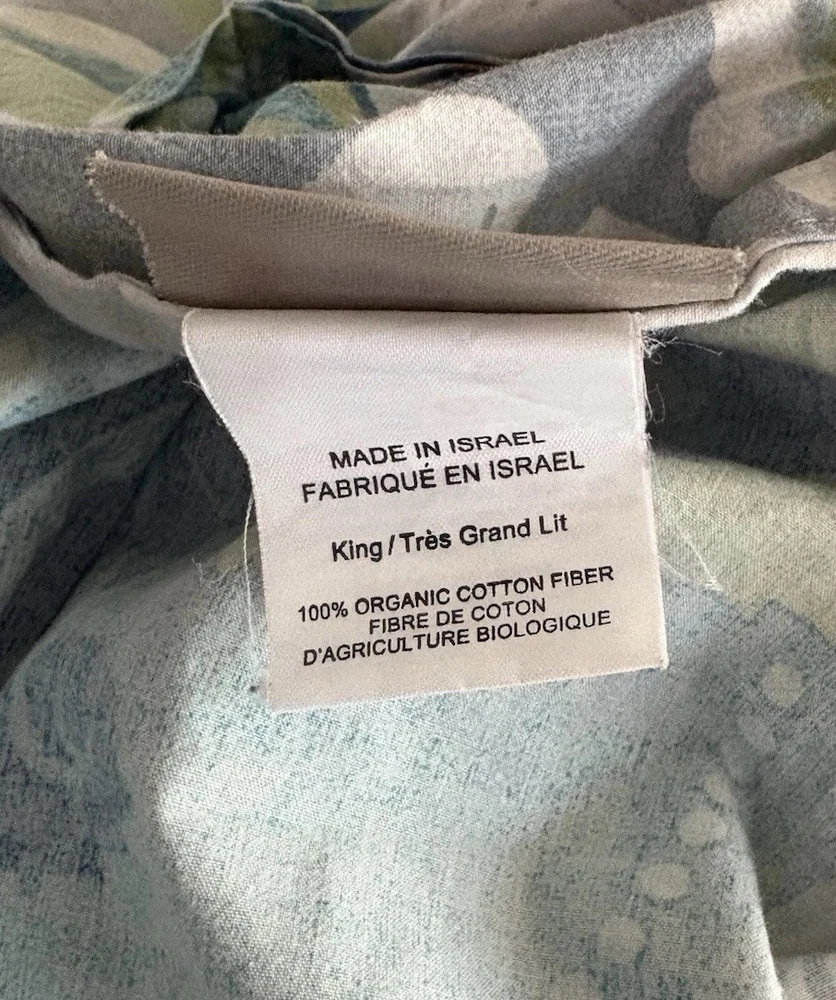 MADE IN ISRAEL
FABRIQUÉ EN ISRAEL
King/Très Grand Lit
100% ORGANIC COTTON FIBER
FIBRE DE COTON
D'AGRICULTURE BIOLOGIQUE